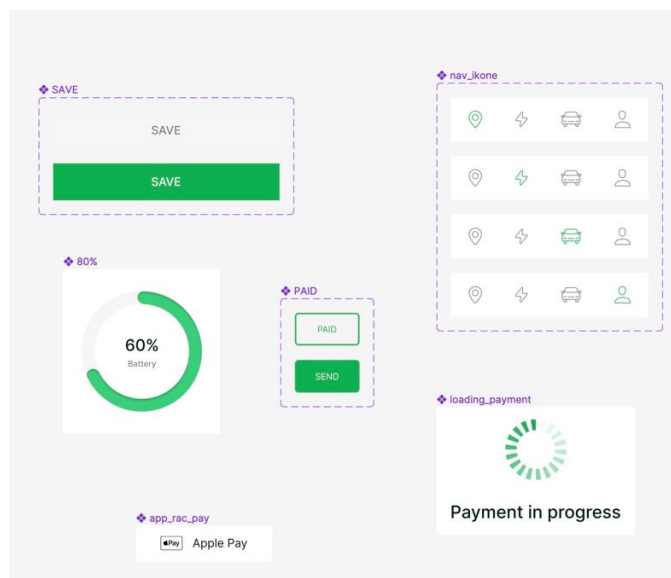 nav_ikone
SAVE
SAVE
SAVE
80%
60%
Battery
PAID
PAID
SEND
loading_payment
Payment in progress
app_rac_pay
Pay
Apple Pay